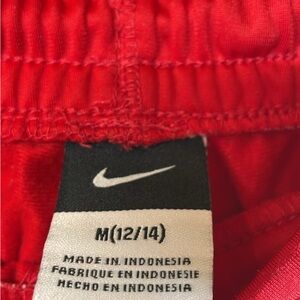 M(12/14)
MADE IN INDONESIA
FABRIQUE EN INDONESIE
HECHO EN INDONESIA